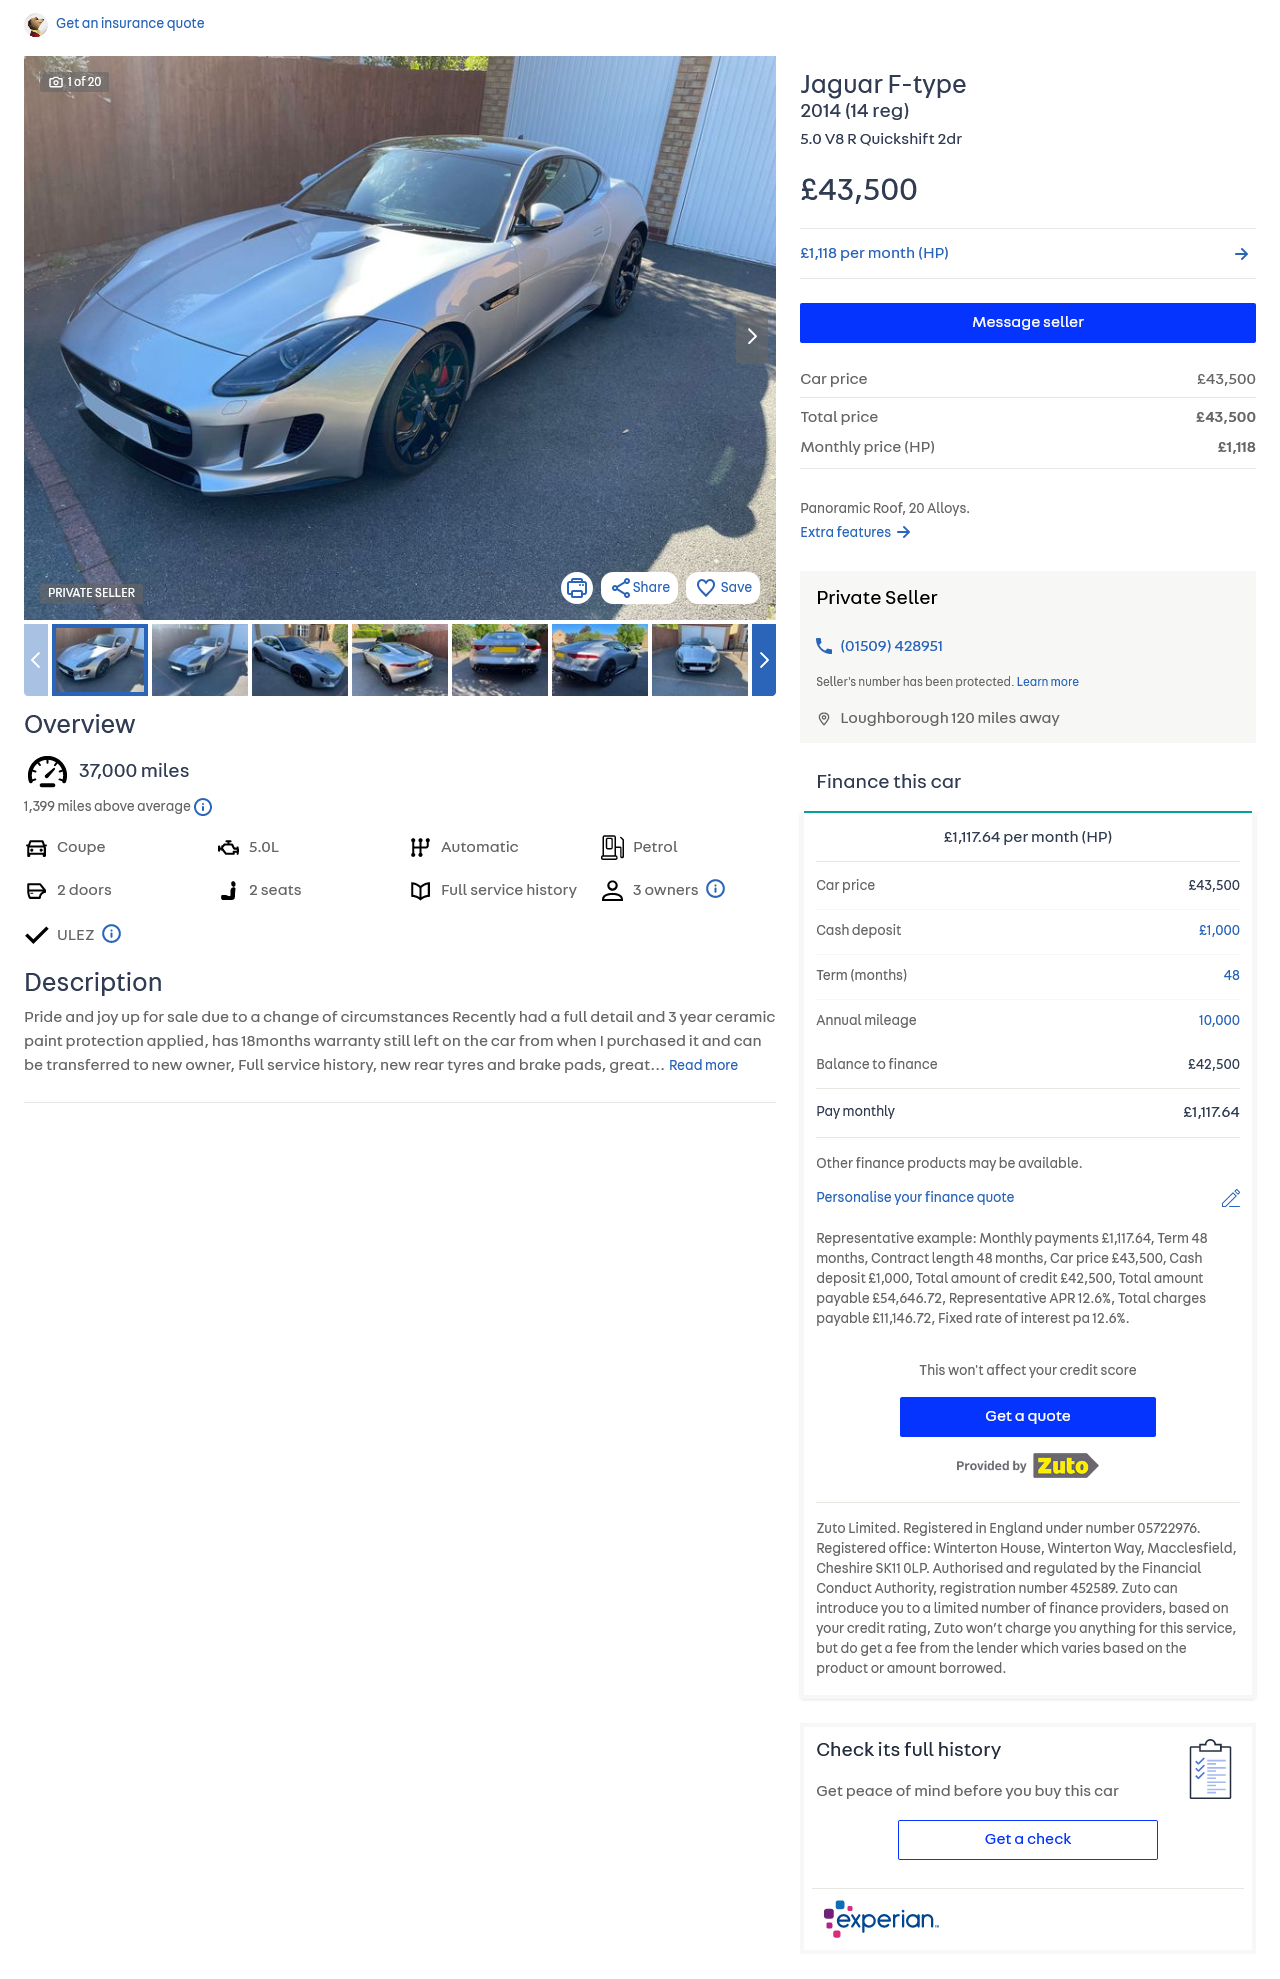 Get an insurance quote
1 of 20
PRIVATE SELLER
Share
Save
Overview
37,000 miles
1,399 miles above average
Coupe
5.0L
Automatic
Petrol
2 doors
2 seats
Full service history
3 owners
ULEZ
Description
Pride and joy up for sale due to a change of circumstances Recently had a full detail and 3 year ceramic
paint protection applied, has 18months warranty still left on the car from when I purchased it and can
be transferred to new owner, Full service history, new rear tyres and brake pads, great... Read more
Jaguar F-type
2014 (14 reg)
5.0 V8 R Quickshift 2dr
£43,500
£1,118 per month (HP)
Message seller
Car price £43,500
Total price £43,500
Monthly price (HP) £1,118
Panoramic Roof, 20 Alloys.
Extra features
Private Seller
(01509) 428951
Seller's number has been protected. Learn more
Loughborough 120 miles away
Finance this car
£1,117.64 per month (HP)
Car price £43,500
Cash deposit £1,000
Term (months) 48
Annual mileage 10,000
Balance to finance £42,500
Pay monthly £1,117.64
Other finance products may be available.
Personalise your finance quote
Representative example: Monthly payments £1,117.64, Term 48
months, Contract length 48 months, Car price £43,500, Cash
deposit £1,000, Total amount of credit £42,500, Total amount
payable £54,646.72, Representative APR 12.6%, Total charges
payable £11,146.72, Fixed rate of interest pa 12.6%.
This won't affect your credit score
Get a quote
Provided by Zuto
Zuto Limited. Registered in England under number 05722976.
Registered office: Winterton House, Winterton Way, Macclesfield,
Cheshire SK11 0LP. Authorised and regulated by the Financial
Conduct Authority, registration number 452589. Zuto can
introduce you to a limited number of finance providers, based on
your credit rating, Zuto won't charge you anything for this service,
but do get a fee from the lender which varies based on the
product or amount borrowed.
Check its full history
Get peace of mind before you buy this car
Get a check
experian